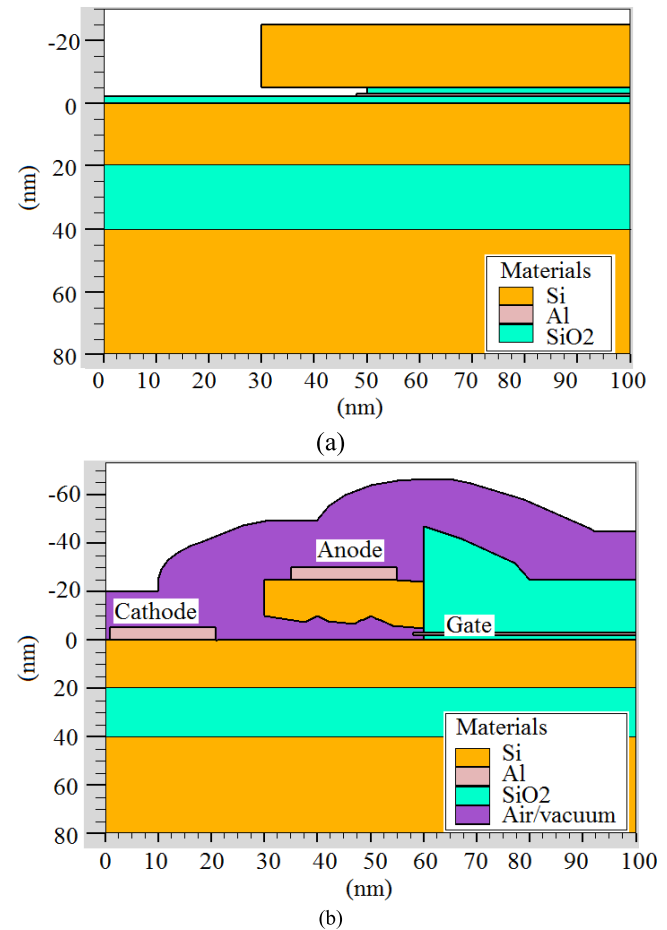 -20
0
20
40
60
80
(nm)
0 10 20 30 40 50 60 70 80 90 100
(nm)
Materials
Si
Al
SiO2
(a)
-60
-40
-20
0
20
40
60
80
(nm)
Anode
Cathode
Gate
Materials
Si
Al
SiO2
Air/vacuum
0 10 20 30 40 50 60 70 80 90 100
(nm)
(b)